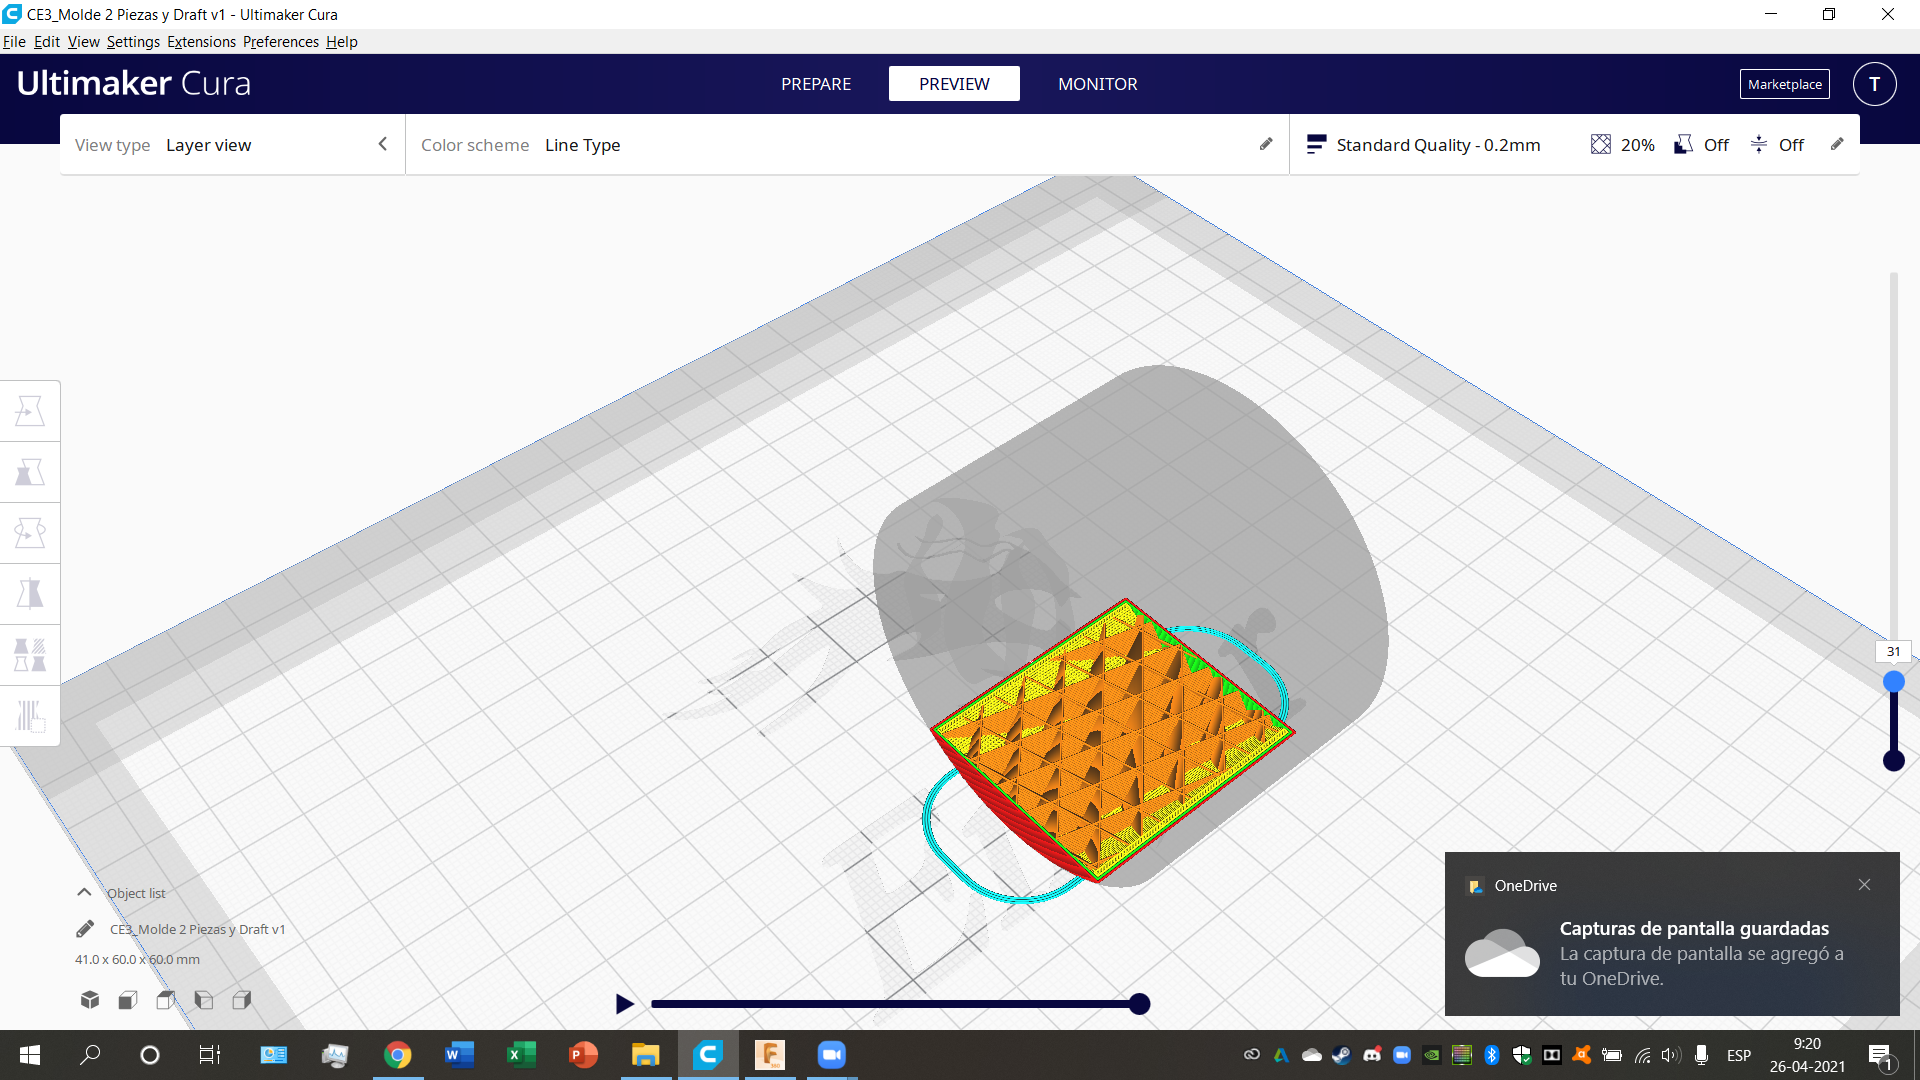 CE3_Molde 2 Piezas y Draft v1 - Ultimaker Cura
File Edit View Settings Extensions Preferences Help
Ultimaker Cura
PREPARE PREVIEW MONITOR
Marketplace T
View type Layer view
Color scheme Line Type
Standard Quality - 0.2mm 20% Off Off
31
Object list
CE3_Molde 2 Piezas y Draft v1
41.0 x 60.0 x 60.0 mm
OneDrive
Capturas de pantalla guardadas
La captura de pantalla se agregó a
tu OneDrive.
ESP
9:20
26-04-2021
1